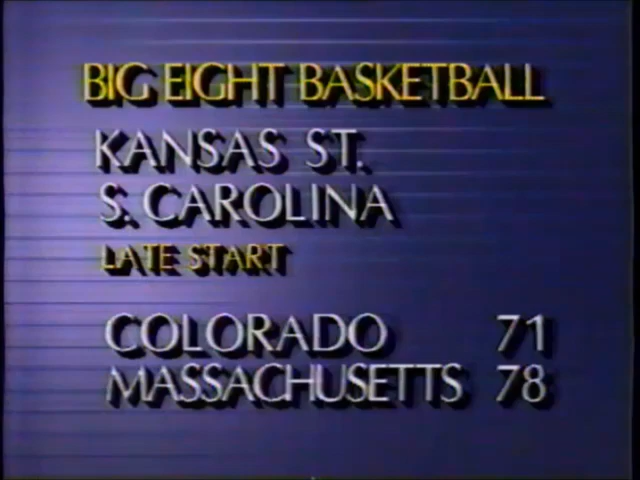 BIG EIGHT BASKETBALL
KANSAS ST.
S. CAROLINA
LATE START
COLORADO 71
MASSACHUSETTS 78